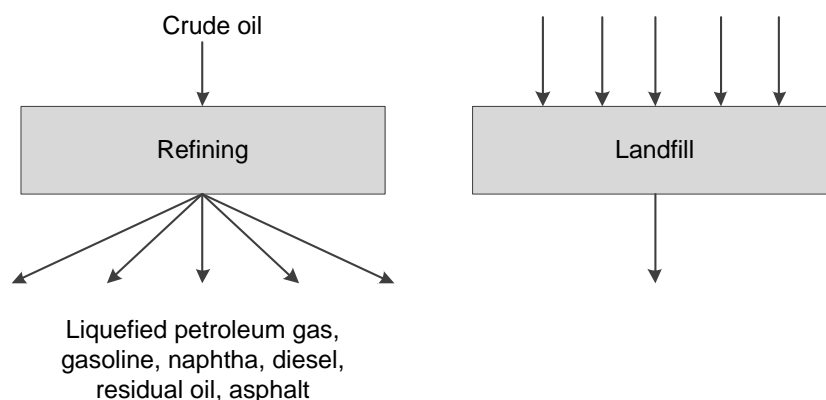 Crude oil
Refining
Landfill
Liquefied petroleum gas,
gasoline, naphtha, diesel,
residual oil, asphalt